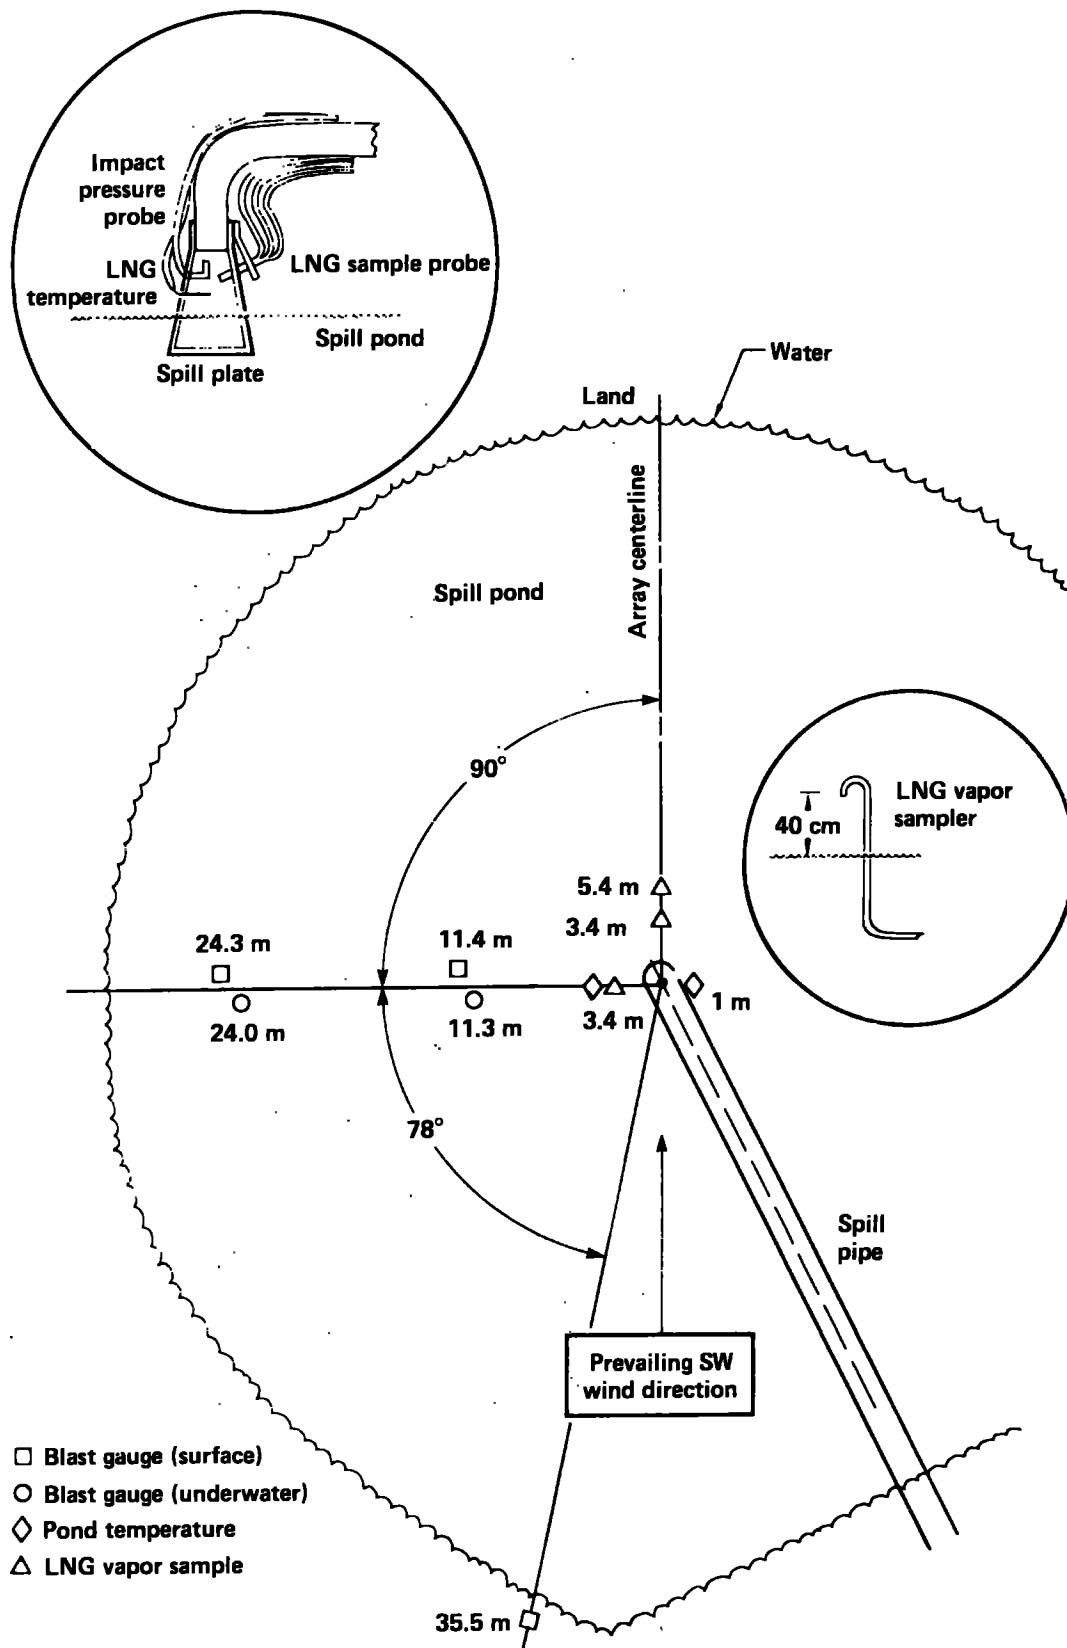 Impact
pressure
probe
LNG
temperature
LNG sample probe
Spill pond
Spill plate
Water
Land
Array centerline
Spill pond
90°
LNG vapor
sampler
40 cm
5.4 m
3.4 m
24.3 m
11.4 m
24.0 m
11.3 m
3.4 m
1 m
78°
Spill
pipe
Prevailing SW
wind direction
Blast gauge (surface)
Blast gauge (underwater)
Pond temperature
LNG vapor sample
35.5 m